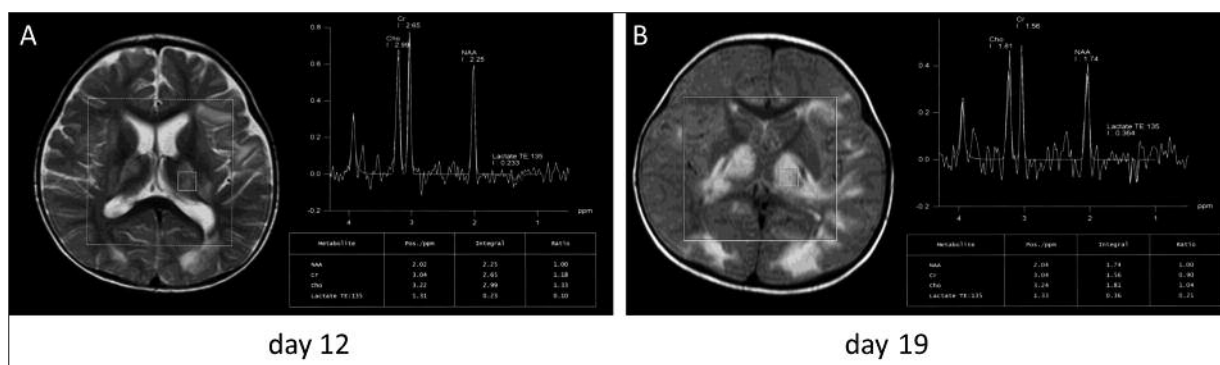 A
Cr
I : 2.65
Cho
I : 2.99
NAA
I : 2.25
Lactate TE:135
I : 0.233
0.8
0.6
0.4
0.2
0.0
-0.2
4
3
2
1
ppm
Metabolite Pos./ppm Integral Ratio
NAA 2.02 2.25 1.00
Cr 3.04 2.65 1.18
Cho 3.22 2.99 1.33
Lactate TE:135 1.31 0.23 0.10
day 12
B
Cr
I : 1.56
Cho
I : 1.81
NAA
I : 1.74
Lactate TE:135
I : 0.364
0.4
0.2
0.0
-0.2
4
3
2
1
ppm
Metabolite Pos./ppm Integral Ratio
NAA 2.04 1.74 1.00
Cr 3.04 1.56 0.90
Cho 3.24 1.81 1.04
Lactate TE:135 1.33 0.36 0.21
day 19